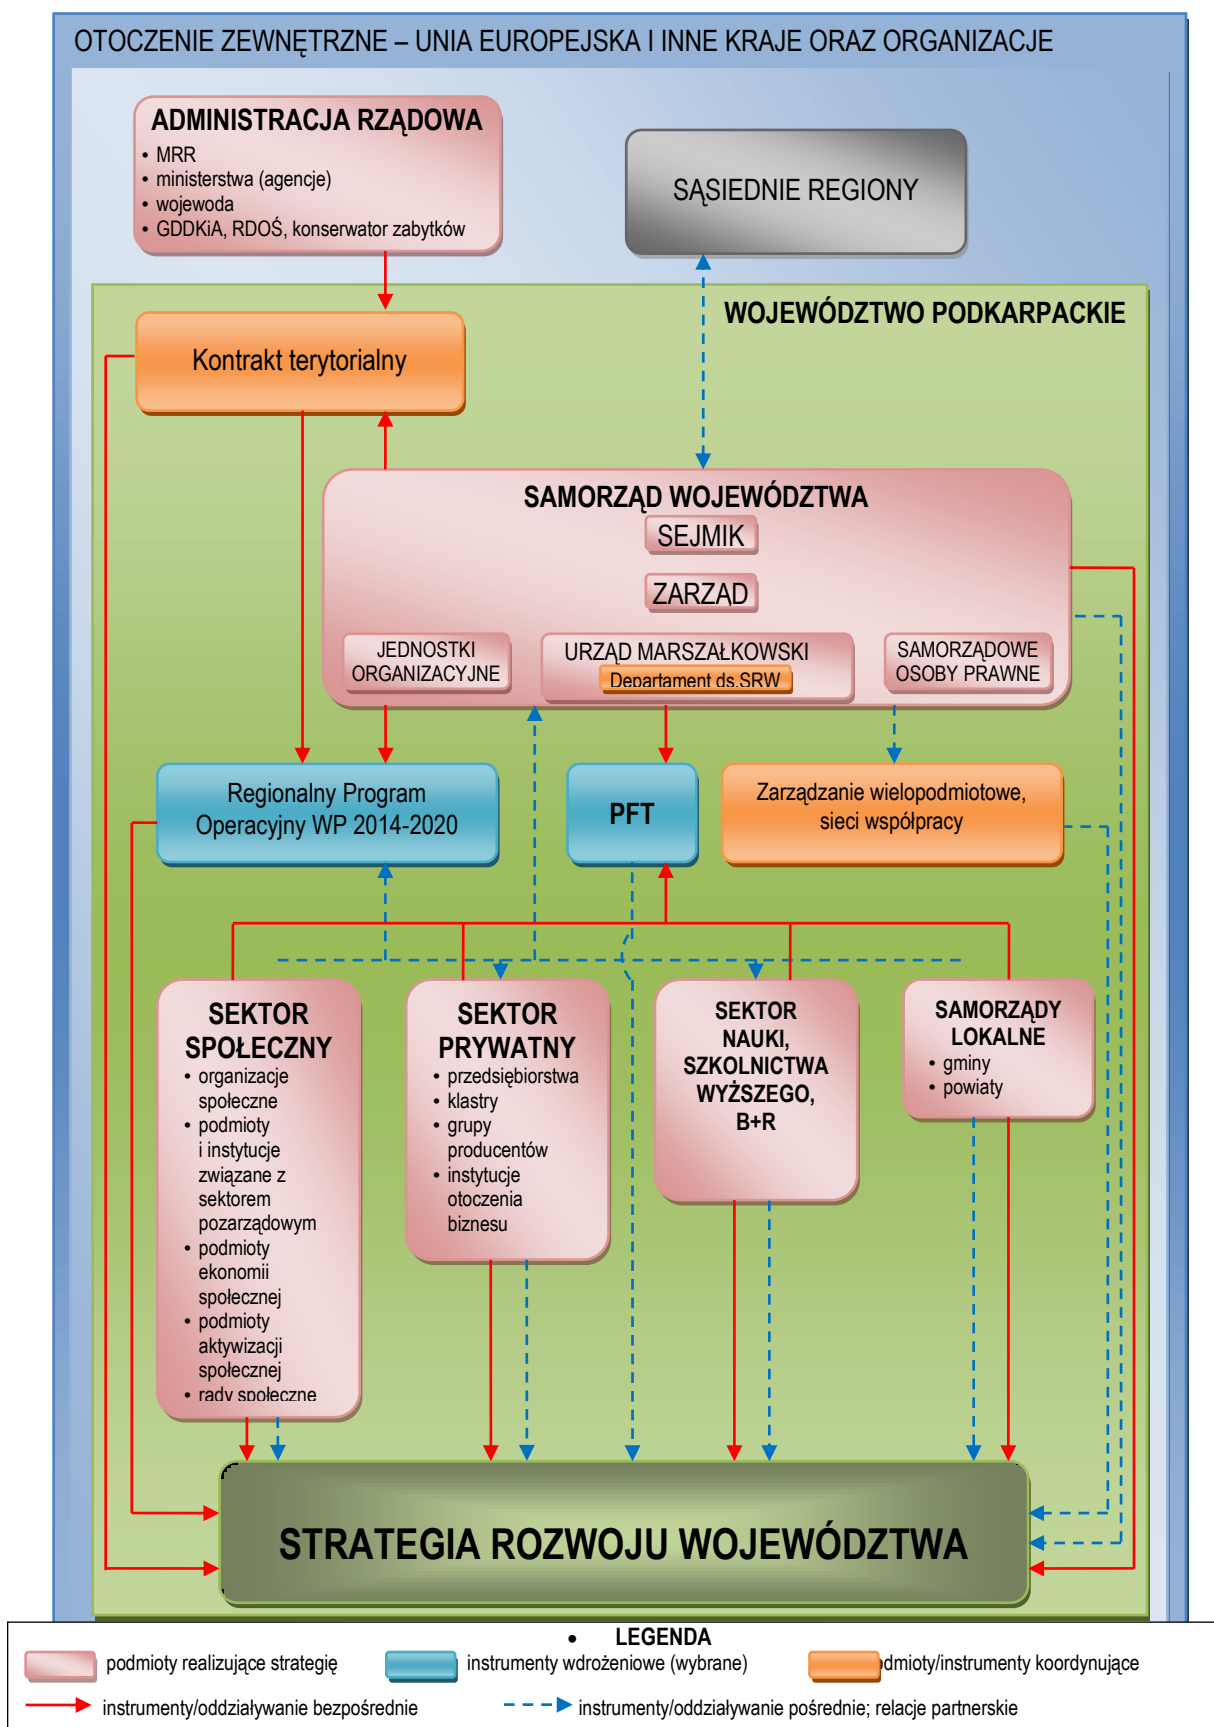 OTOCZENIE ZEWNĘTRZNE – UNIA EUROPEJSKA I INNE KRAJE ORAZ ORGANIZACJE
ADMINISTRACJA RZĄDOWA
• MRR
• ministerstwa (agencje)
• wojewoda
• GDDKiA, RDOŚ, konserwator zabytków
SĄSIEDNIE REGIONY
WOJEWÓDZTWO PODKARPACKIE
Kontrakt terytorialny
SAMORZĄD WOJEWÓDZTWA
SEJMIK
ZARZĄD
JEDNOSTKI
ORGANIZACYJNE
URZĄD MARSZAŁKOWSKI
Departament ds.SRW
SAMORZĄDOWE
OSOBY PRAWNE
Regionalny Program
Operacyjny WP 2014-2020
PFT
Zarządzanie wielopodmiotowe,
sieci współpracy
SEKTOR
SPOŁECZNY
• organizacje
społeczne
• podmioty
i instytucje
związane z
sektorem
pozarządowym
• podmioty
ekonomii
społecznej
• podmioty
aktywizacji
społecznej
• rady społeczne
SEKTOR
PRYWATNY
• przedsiębiorstwa
• klastry
• grupy
producentów
• instytucje
otoczenia
biznesu
SEKTOR
NAUKI,
SZKOLNICTWA
WYŻSZEGO,
B+R
SAMORZĄDY
LOKALNE
• gminy
• powiaty
STRATEGIA ROZWOJU WOJEWÓDZTWA
• LEGENDA
podmioty realizujące strategię
instrumenty wdrożeniowe (wybrane)
odmioty/instrumenty koordynujące
instrumenty/oddziaływanie bezpośrednie
instrumenty/oddziaływanie pośrednie; relacje partnerskie